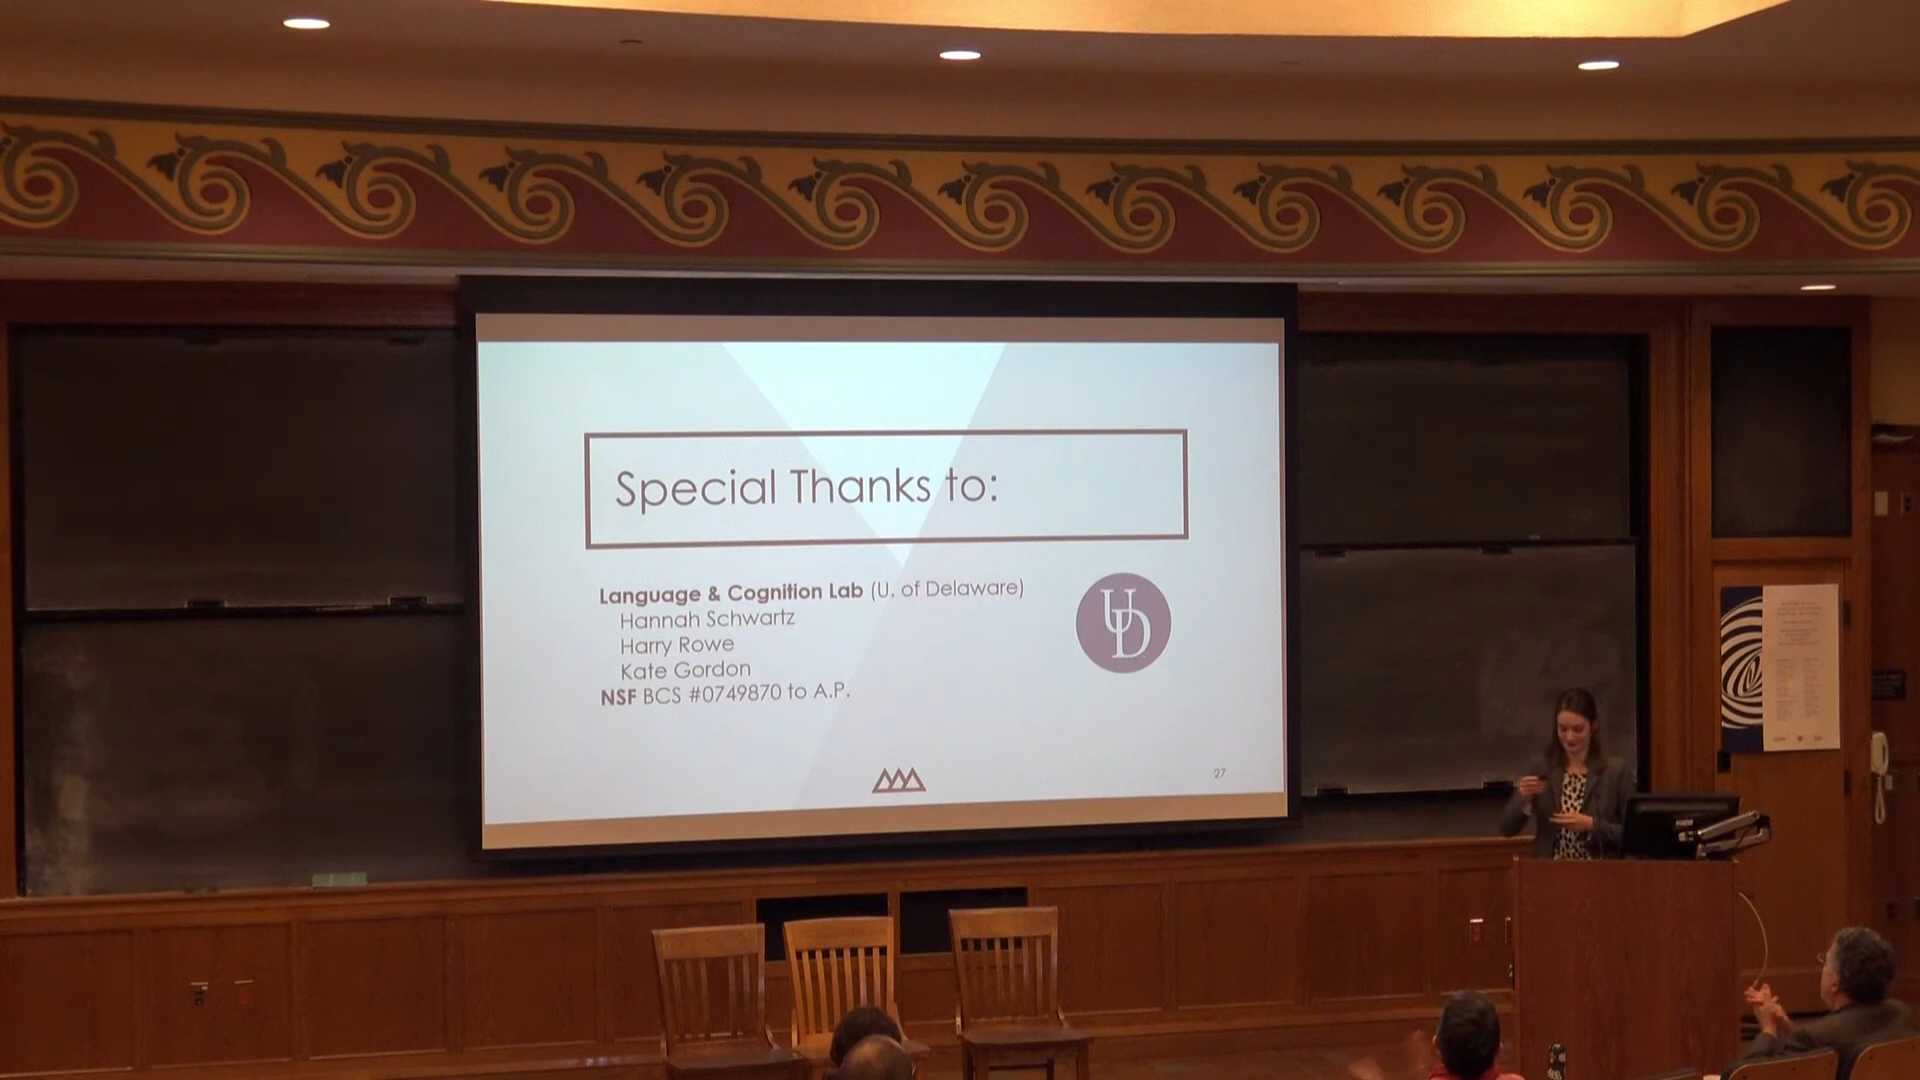 Special Thanks to:
Language & Cognition Lab (U. of Delaware)
Hannah Schwartz
Harry Rowe
Kate Gordon
NSF BCS #0749870 to A.P.
UD
27